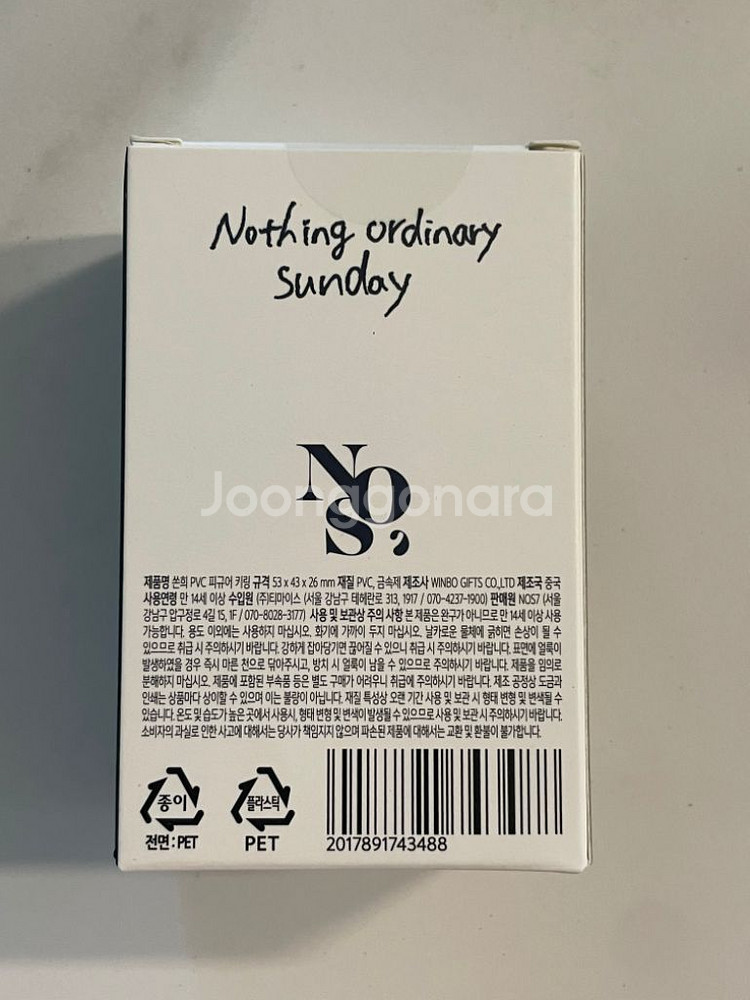 Nothing ordinary
sunday
NO
S,
Joonggonara
제품명 쏜희 PVC 피규어 키링 규격 53 x 43 x 26 mm 재질 PVC, 금속제 제조사 WINBO GIFTS CO.,LTD 제조국 중국
사용연령 만 14세 이상 수입원 (주)티마이스 (서울 강남구 테헤란로 313, 1917 / 070-4237-1900) 판매원 NOS7 (서울
강남구 압구정로 4길 15, 1F / 070-8028-3177) 사용 및 보관상 주의 사항 본 제품은 완구가 아니므로 만 14세 이상 사용
가능합니다. 용도 이외에는 사용하지 마십시오. 화기에 가까이 두지 마십시오. 날카로운 물체에 긁히면 손상이 될 수
있으므로 취급 시 주의하시기 바랍니다. 강하게 잡아당기면 끊어질 수 있으니 취급 시 주의하시기 바랍니다. 표면에 얼룩이
발생하였을 경우 즉시 마른 천으로 닦아주시고, 방치 시 얼룩이 남을 수 있으므로 주의하시기 바랍니다. 제품을 임의로
분해하지 마십시오. 제품에 포함된 부속품 등은 별도 구매가 어려우니 취급에 주의하시기 바랍니다. 제조 공정상 도금과
인쇄는 상품마다 상이할 수 있으며 이는 불량이 아닙니다. 재질 특성상 오랜 기간 사용 및 보관 시 형태 변형 및 변색될 수
있습니다. 온도 및 습도가 높은 곳에서 사용시, 형태 변형 및 변색이 발생될 수 있으므로 사용 및 보관 시 주의하시기 바랍니다.
소비자의 과실로 인한 사고에 대해서는 당사가 책임지지 않으며 파손된 제품에 대해서는 교환 및 환불이 불가합니다.
종이
플라스틱
전면 : PET
PET
2017891743488